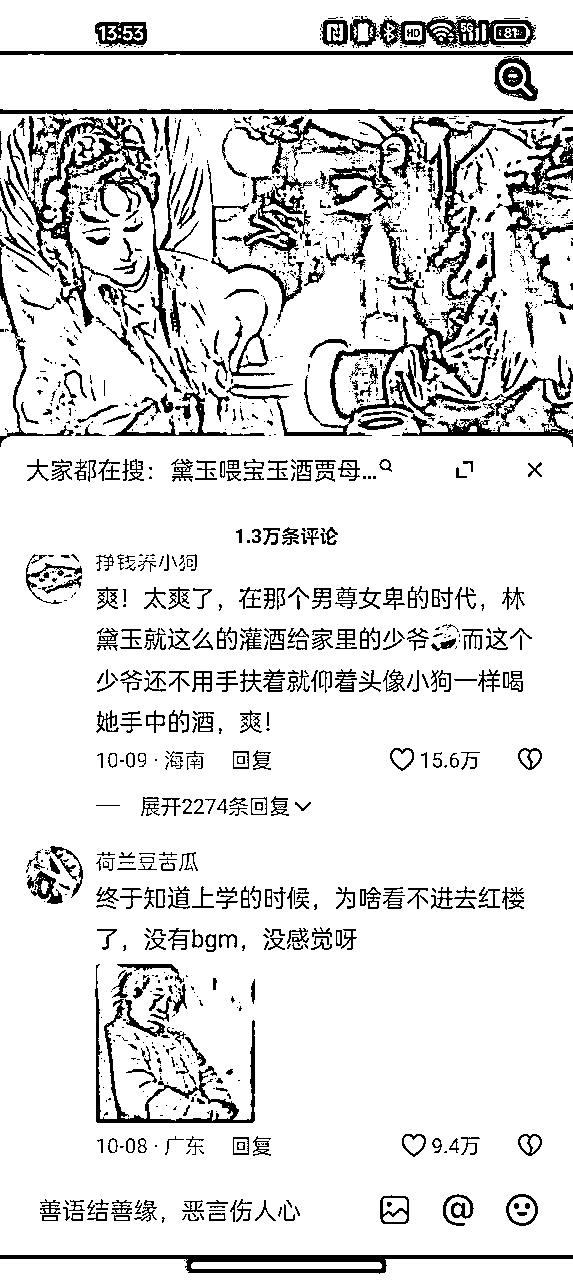 13:53
HD
5G
81
大家都在搜：黛玉喂宝玉酒贾母...
1.3万条评论
挣钱养小狗
爽！太爽了，在那个男尊女卑的时代，林
黛玉就这么的灌酒给家里的少爷而这个
少爷还不用手扶着就仰着头像小狗一样喝
她手中的酒，爽！
10-09 · 海南 回复 15.6万
展开2274条回复
荷兰豆苦瓜
终于知道上学的时候，为啥看不进去红楼
了，没有bgm，没感觉呀
10-08 · 广东 回复 9.4万
善语结善缘，恶言伤人心